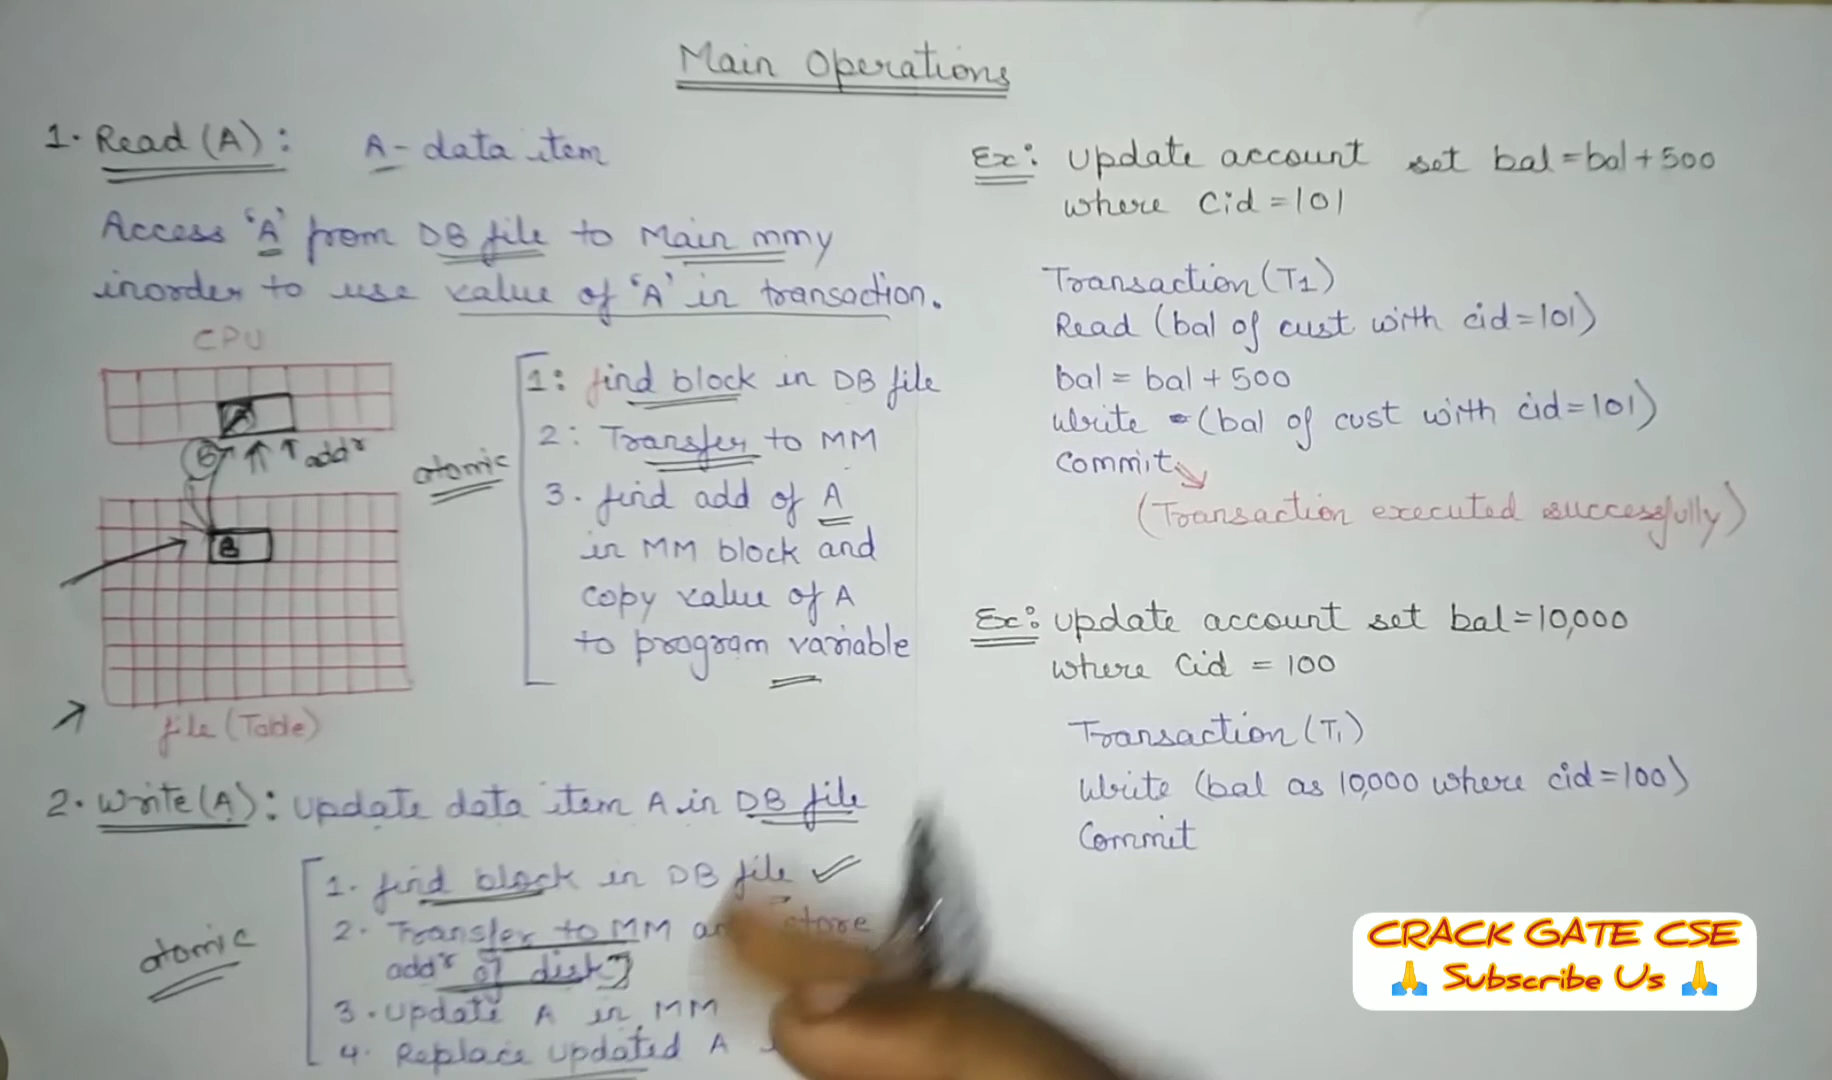 Main Operations
1. Read (A): A - data item
Access 'A' from DB file to Main mmy
inorder to use value of 'A' in transaction.
CPU
A
B
addr
B
file (Table)
atomic
1: find block in DB file
2: Transfer to MM
3. find add of A
in MM block and
copy value of A
to program variable
2. Write(A): Update data item A in DB file
atomic
1. find block in DB file
2. Transfer to MM store
addr of disk
3. Update A in MM
4. Replace updated A
Ex: Update account set bal=bal+500
where cid=101
Transaction (T1)
Read (bal of cust with cid=101)
bal = bal + 500
Write (bal of cust with cid=101)
Commit
(Transaction executed successfully)
Ex: update account set bal=10,000
where cid = 100
Transaction (T1)
Write (bal as 10,000 where cid=100)
Commit
CRACK GATE CSE
🙏 Subscribe Us 🙏